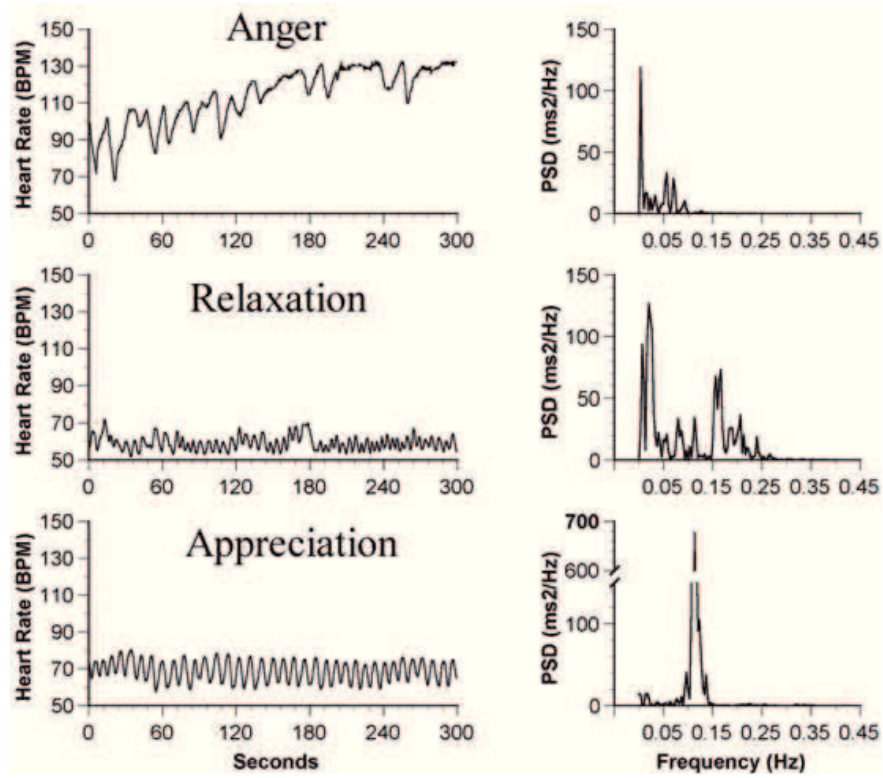 Anger
Heart Rate (BPM)
150
130
110
90
70
50
0 60 120 180 240 300
PSD (ms2/Hz)
150
100
50
0
0.05 0.15 0.25 0.35 0.45
Relaxation
Heart Rate (BPM)
150
130
110
90
70
50
0 60 120 180 240 300
PSD (ms2/Hz)
150
100
50
0
0.05 0.15 0.25 0.35 0.45
Appreciation
Heart Rate (BPM)
150
130
110
90
70
50
0 60 120 180 240 300
Seconds
PSD (ms2/Hz)
700
600
100
0
0.05 0.15 0.25 0.35 0.45
Frequency (Hz)